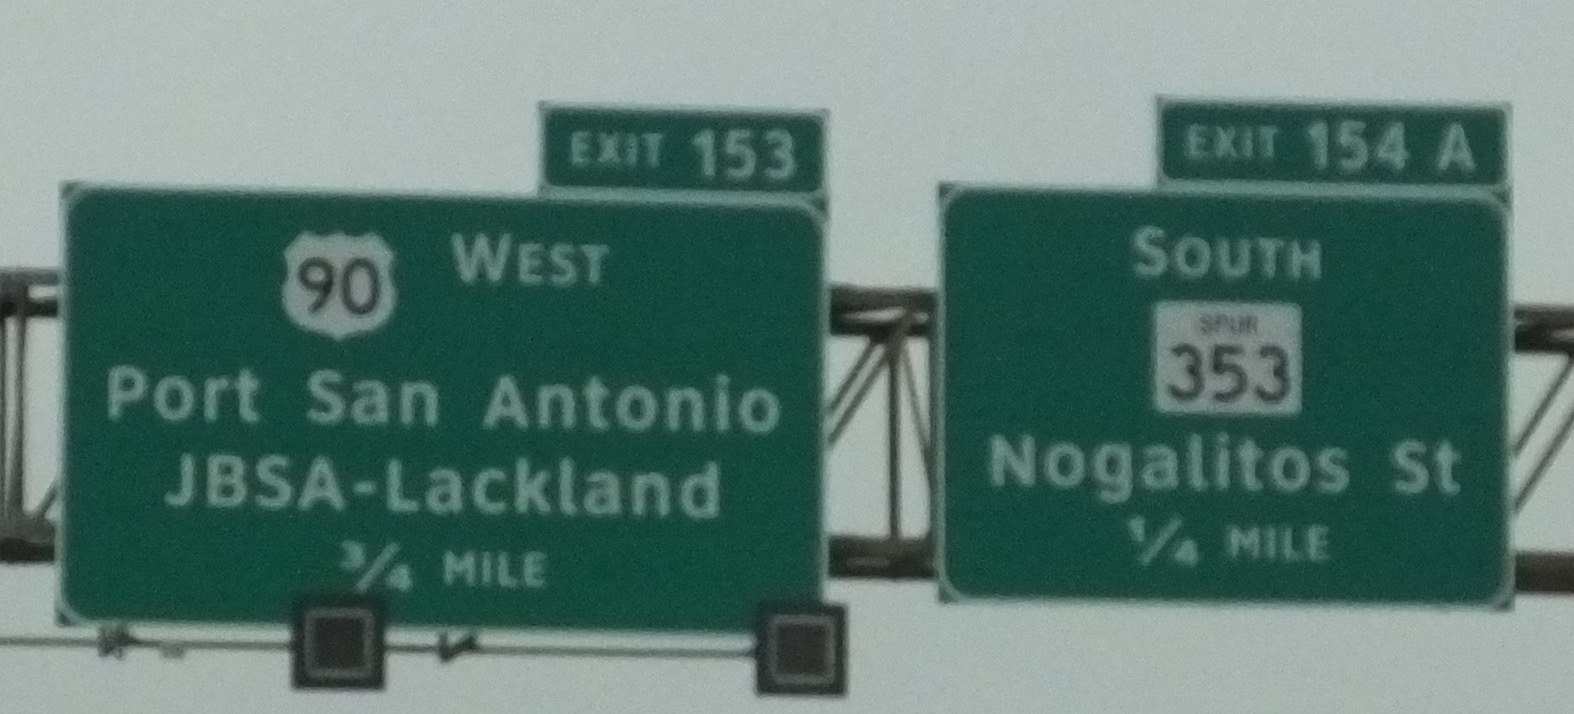 EXIT 153
90 WEST
Port San Antonio
JBSA-Lackland
3/4 MILE
EXIT 154 A
SOUTH
SPUR
353
Nogalitos St
1/4 MILE